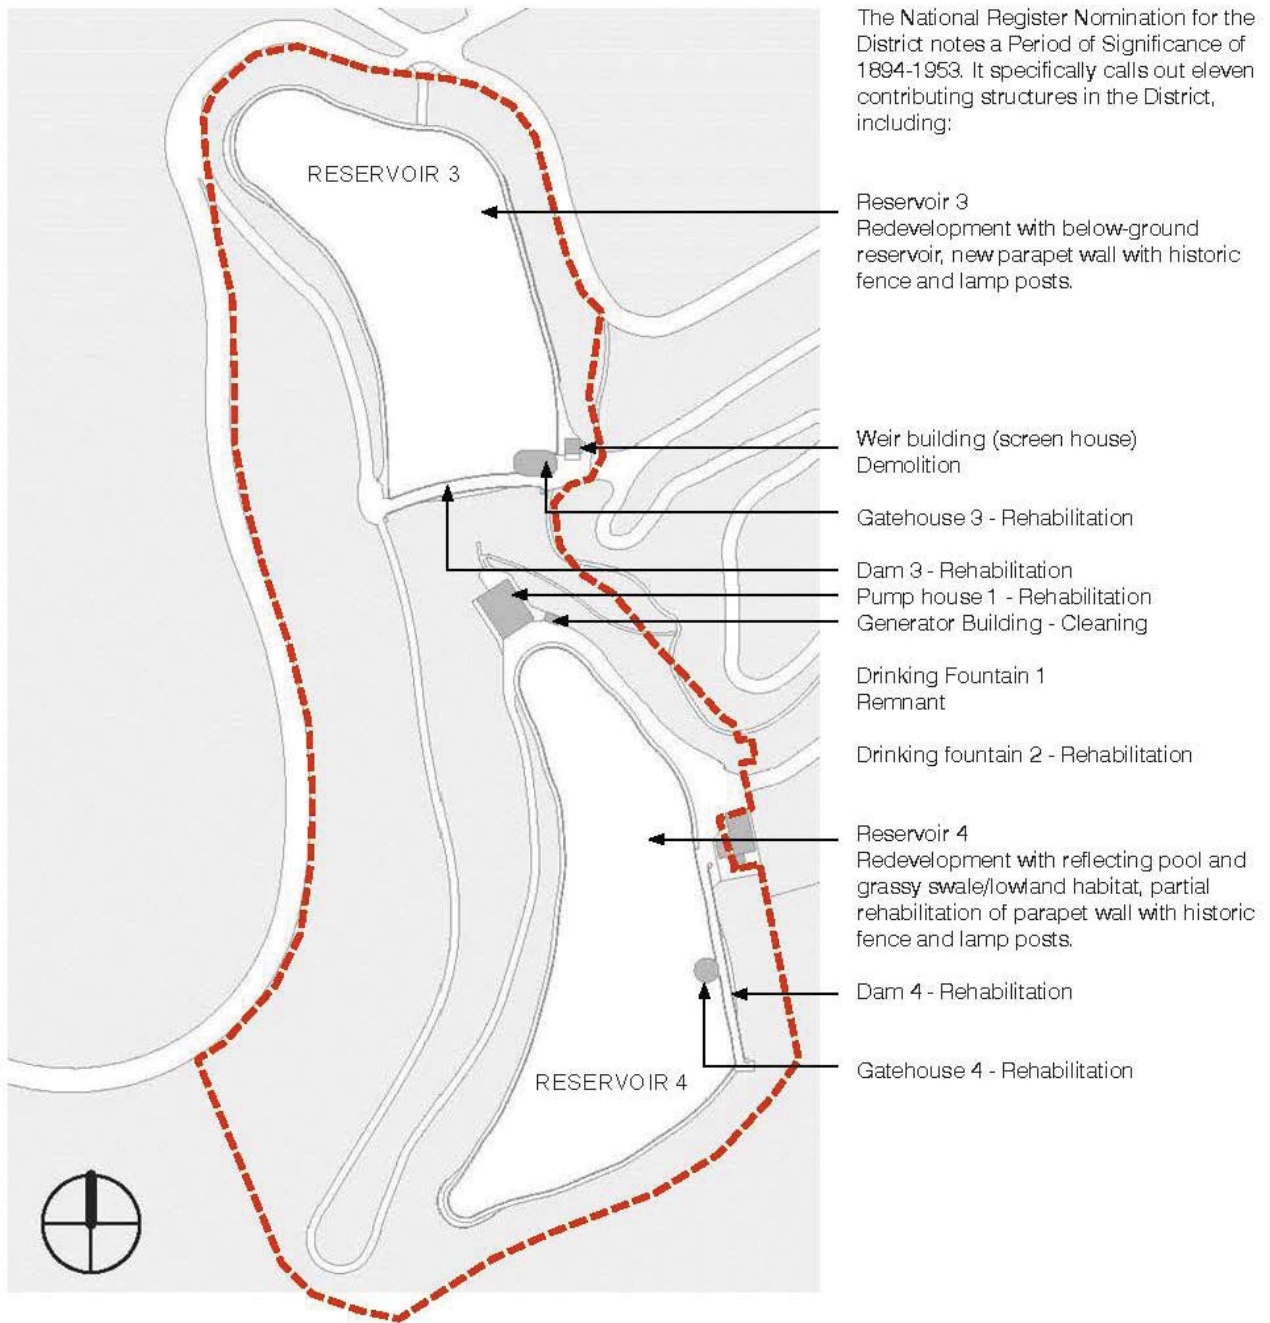 The National Register Nomination for the
District notes a Period of Significance of
1894-1953. It specifically calls out eleven
contributing structures in the District,
including:
RESERVOIR 3
Reservoir 3
Redevelopment with below-ground
reservoir, new parapet wall with historic
fence and lamp posts.
Weir building (screen house)
Demolition
Gatehouse 3 - Rehabilitation
Dam 3 - Rehabilitation
Pump house 1 - Rehabilitation
Generator Building - Cleaning
Drinking Fountain 1
Remnant
Drinking fountain 2 - Rehabilitation
Reservoir 4
Redevelopment with reflecting pool and
grassy swale/lowland habitat, partial
rehabilitation of parapet wall with historic
fence and lamp posts.
Dam 4 - Rehabilitation
Gatehouse 4 - Rehabilitation
RESERVOIR 4